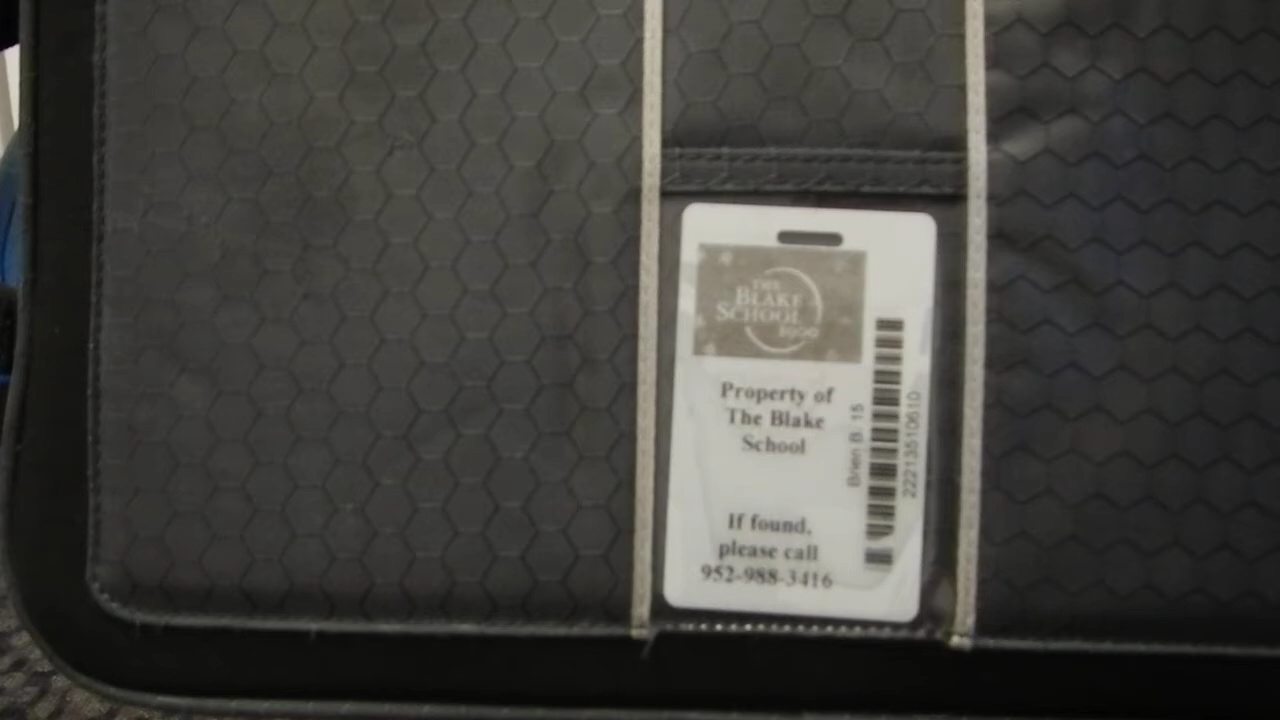 THE
BLAKE
SCHOOL
1900
Property of
The Blake
School
If found,
please call
952-988-3416
Brien B. 15
22213510610